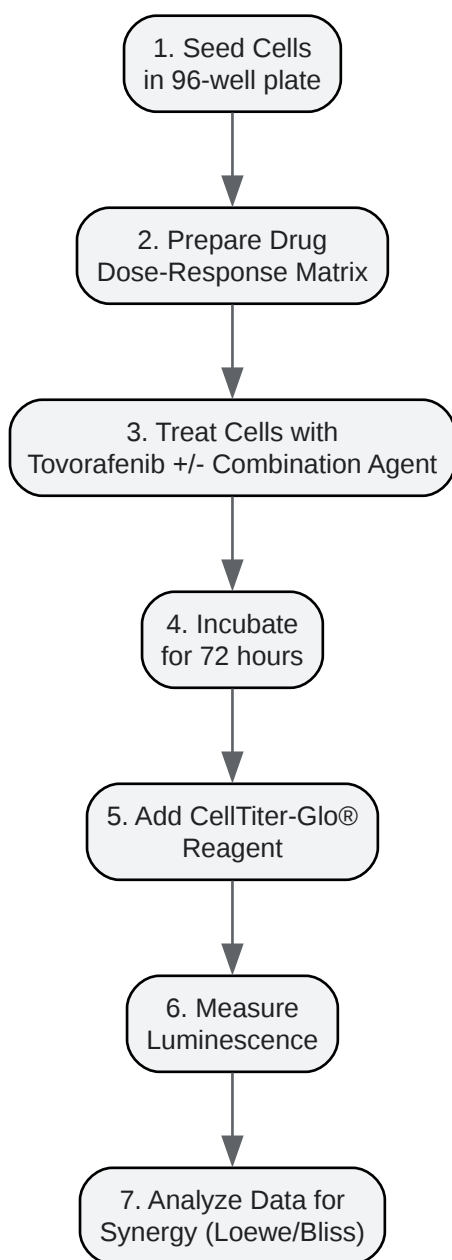 1. Seed Cells
in 96-well plate
2. Prepare Drug
Dose-Response Matrix
3. Treat Cells with
Tovorafenib +/- Combination Agent
4. Incubate
for 72 hours
5. Add CellTiter-Glo®
Reagent
6. Measure
Luminescence
7. Analyze Data for
Synergy (Loewe/Bliss)